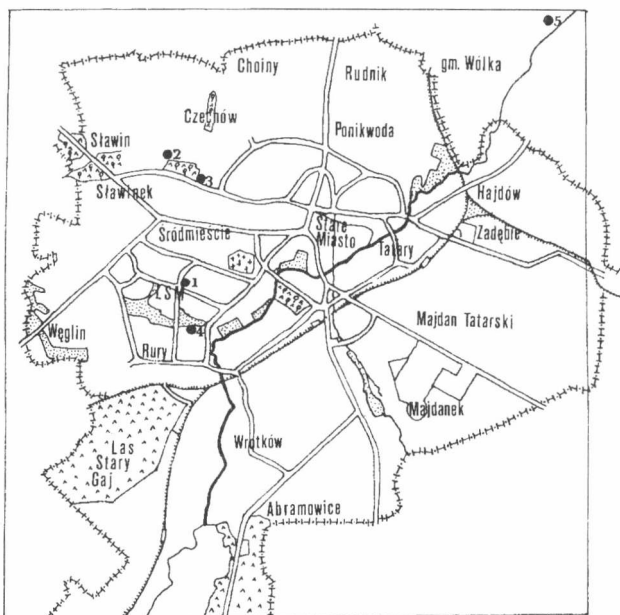 5
Choiny
Rudnik
gm. Wólka
Czechów
Ponikwoda
Sławin
2
3
Sławinek
Hajdów
Śródmieście
Stare
Miasto
Zadębie
Tatary
1
LSM
4
Węglin
Rury
Majdan Tatarski
Majdanek
Las
Stary
Gaj
Wrotków
Abramowice